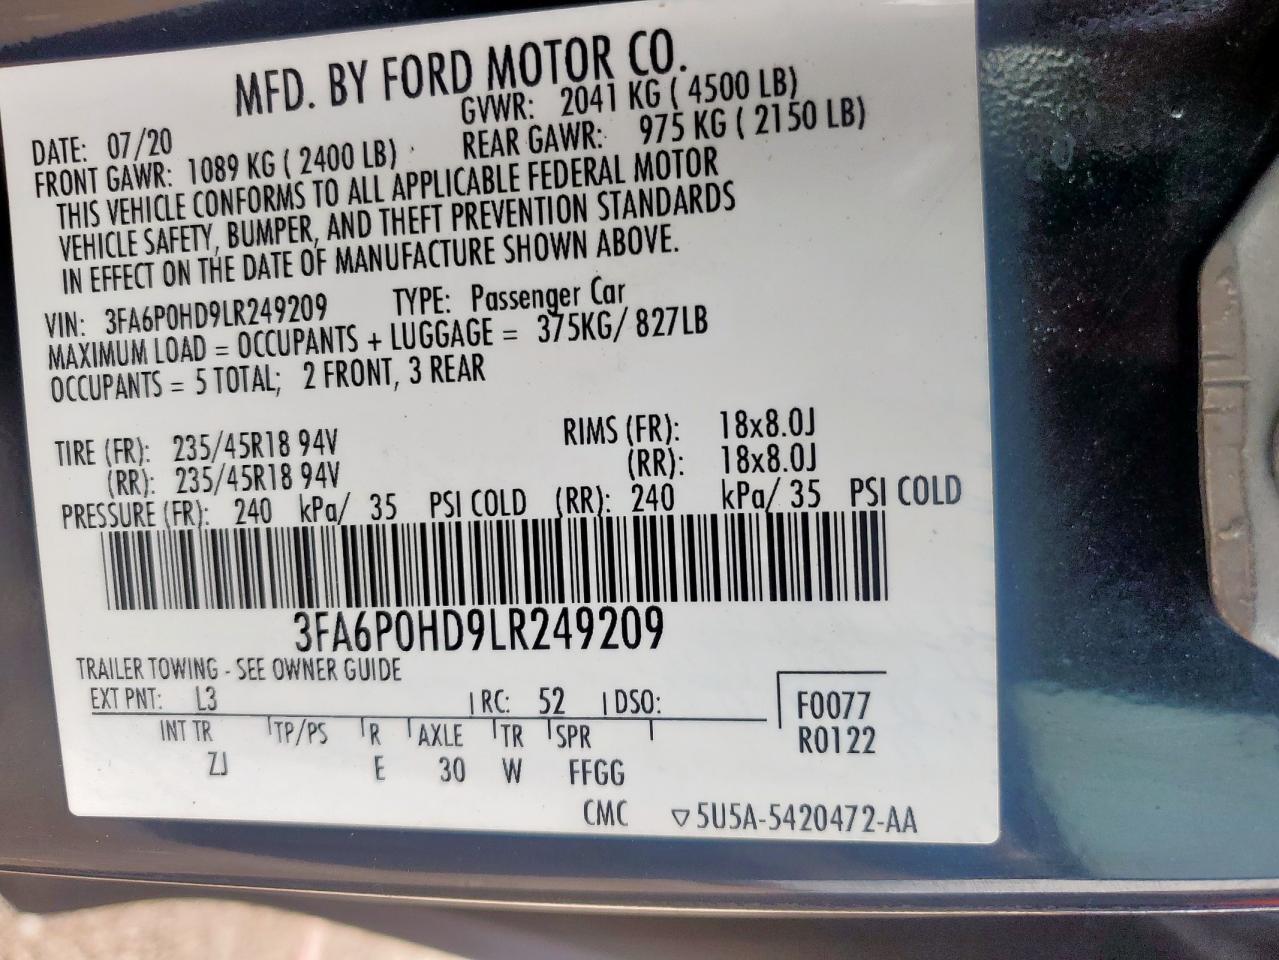 MFD. BY FORD MOTOR CO.
DATE: 07/20 GVWR: 2041 KG ( 4500 LB)
FRONT GAWR: 1089 KG ( 2400 LB) REAR GAWR: 975 KG ( 2150 LB)
THIS VEHICLE CONFORMS TO ALL APPLICABLE FEDERAL MOTOR
VEHICLE SAFETY, BUMPER, AND THEFT PREVENTION STANDARDS
IN EFFECT ON THE DATE OF MANUFACTURE SHOWN ABOVE.
VIN: 3FA6P0HD9LR249209 TYPE: Passenger Car
MAXIMUM LOAD = OCCUPANTS + LUGGAGE = 375KG/ 827LB
OCCUPANTS = 5 TOTAL; 2 FRONT, 3 REAR
TIRE (FR): 235/45R18 94V RIMS (FR): 18x8.0J
(RR): 235/45R18 94V (RR): 18x8.0J
PRESSURE (FR): 240 kPa/ 35 PSI COLD (RR): 240 kPa/ 35 PSI COLD
3FA6P0HD9LR249209
TRAILER TOWING - SEE OWNER GUIDE
EXT PNT: L3 RC: 52 DSO: F0077
INT TR TP/PS R AXLE TR SPR R0122
ZJ E 30 W FFGG
CMC ▽5U5A-5420472-AA